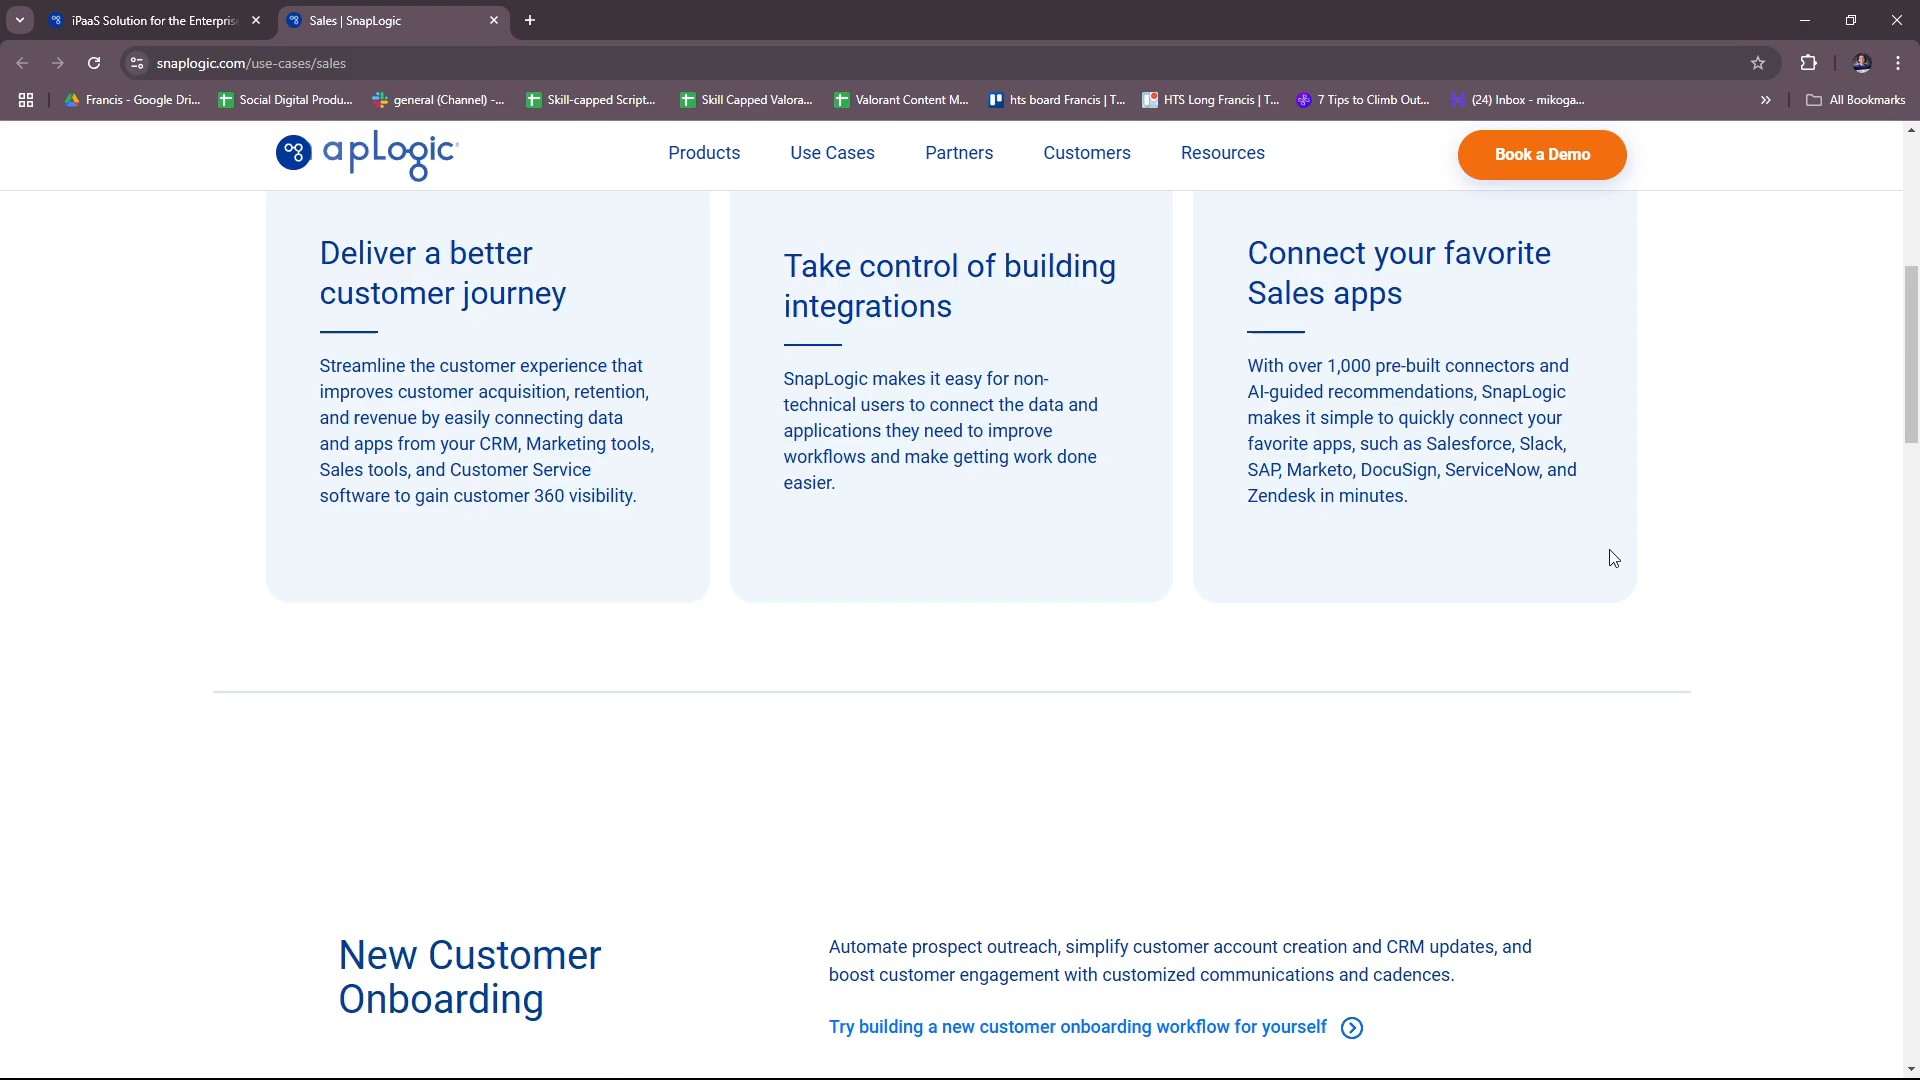 iPaaS Solution for the Enterpris
Sales | SnapLogic
snaplogic.com/use-cases/sales
Francis - Google Dri...
Social Digital Produ...
general (Channel) -...
Skill-capped Script...
Skill Capped Valora...
Valorant Content M...
hts board Francis | T...
HTS Long Francis | T...
7 Tips to Climb Out...
(24) Inbox - mikoga...
All Bookmarks
apLogic
Products
Use Cases
Partners
Customers
Resources
Book a Demo
Deliver a better
customer journey
Streamline the customer experience that
improves customer acquisition, retention,
and revenue by easily connecting data
and apps from your CRM, Marketing tools,
Sales tools, and Customer Service
software to gain customer 360 visibility.
Take control of building
integrations
SnapLogic makes it easy for non-
technical users to connect the data and
applications they need to improve
workflows and make getting work done
easier.
Connect your favorite
Sales apps
With over 1,000 pre-built connectors and
AI-guided recommendations, SnapLogic
makes it simple to quickly connect your
favorite apps, such as Salesforce, Slack,
SAP, Marketo, DocuSign, ServiceNow, and
Zendesk in minutes.
New Customer
Onboarding
Automate prospect outreach, simplify customer account creation and CRM updates, and
boost customer engagement with customized communications and cadences.
Try building a new customer onboarding workflow for yourself